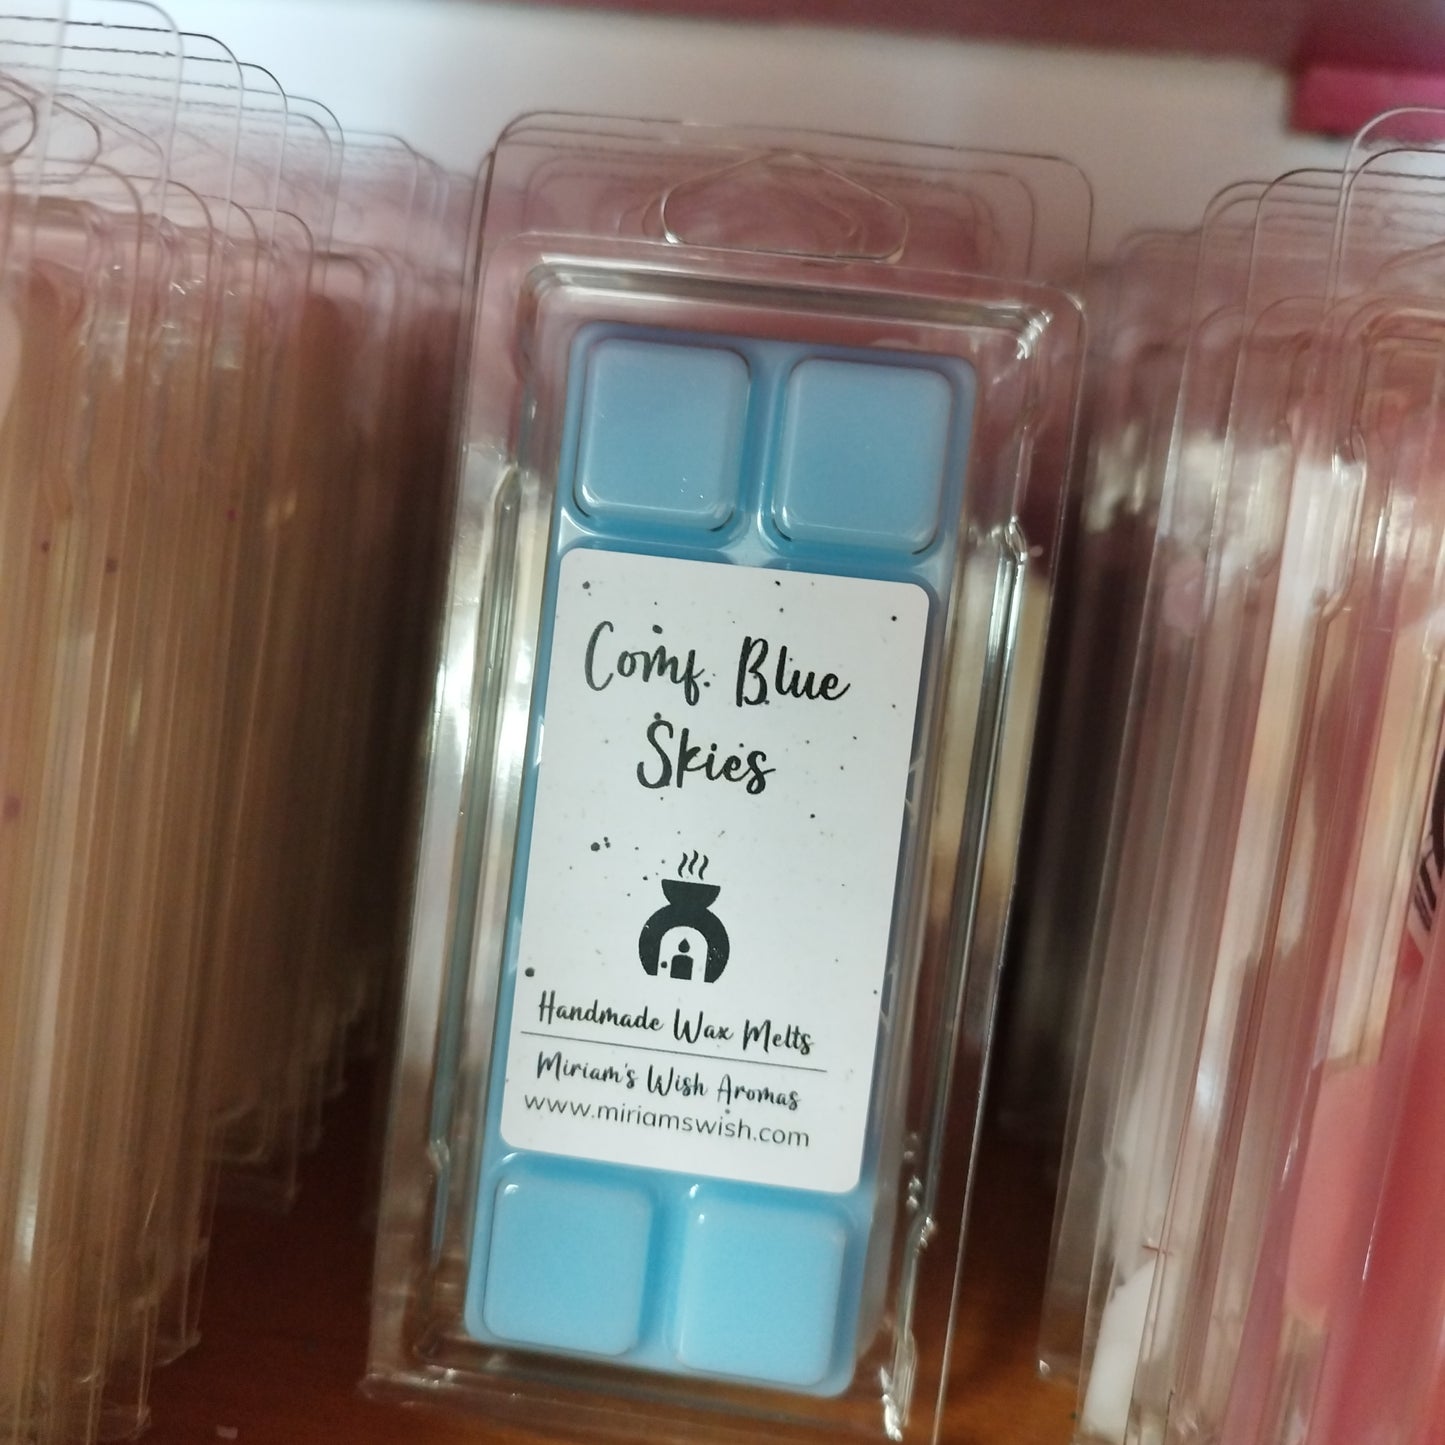 Comf. Blue
Skies
Handmade Wax Melts
Miriam's Wish Aromas
www.miriamswish.com